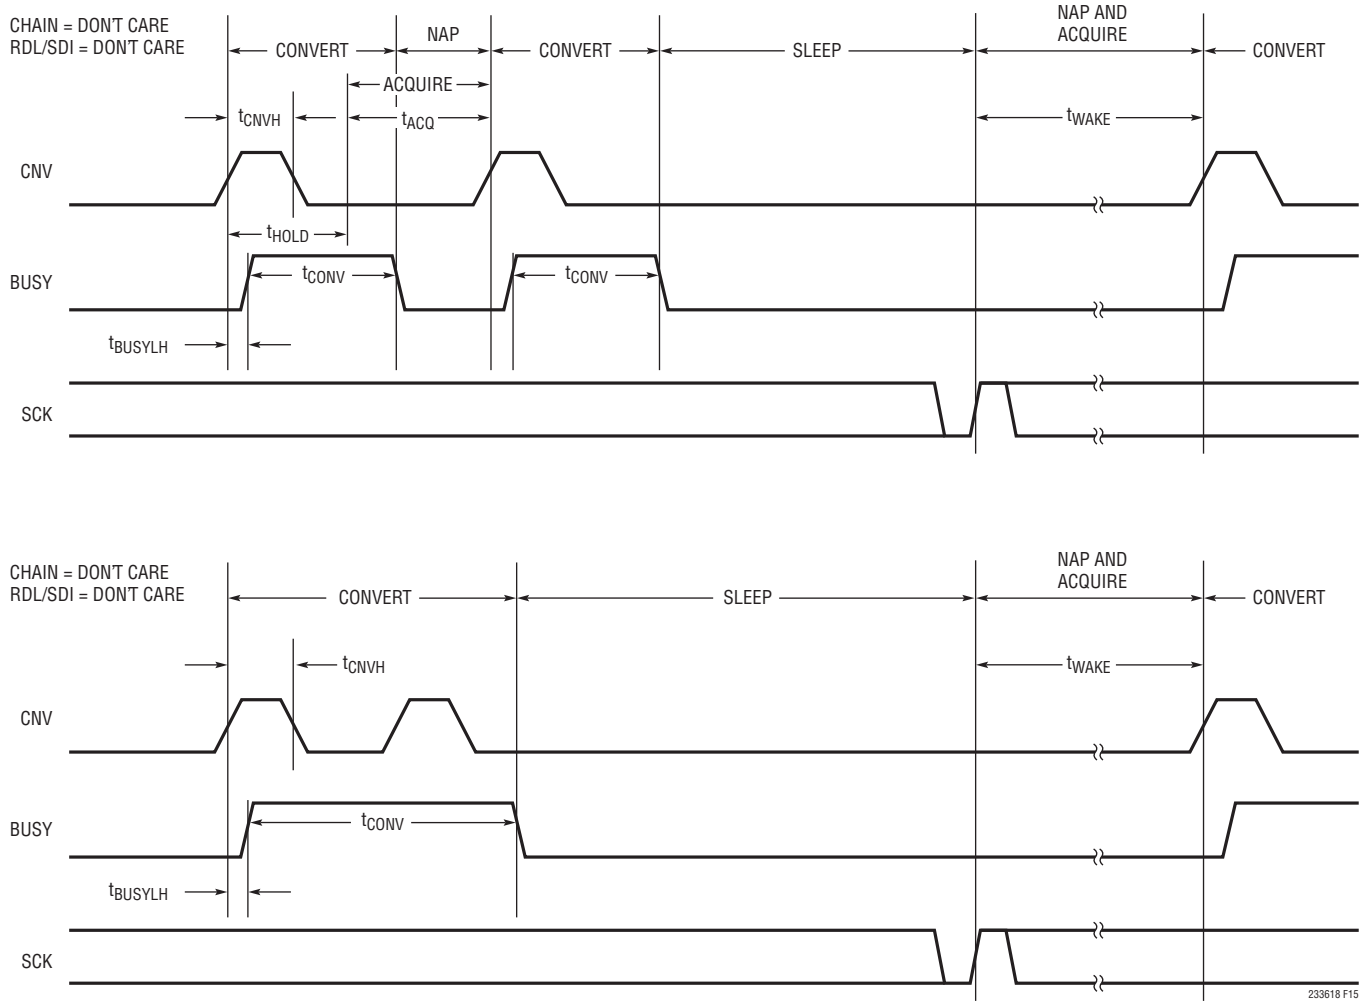 CHAIN = DON'T CARE
RDL/SDI = DON'T CARE
CONVERT
NAP
CONVERT
SLEEP
NAP AND
ACQUIRE
CONVERT
ACQUIRE
tCNVH
tACQ
tWAKE
CNV
tHOLD
BUSY
tCONV
tCONV
tBUSYLH
SCK
CHAIN = DON'T CARE
RDL/SDI = DON'T CARE
CONVERT
SLEEP
NAP AND
ACQUIRE
CONVERT
tCNVH
tWAKE
CNV
BUSY
tCONV
tBUSYLH
SCK
233618 F15